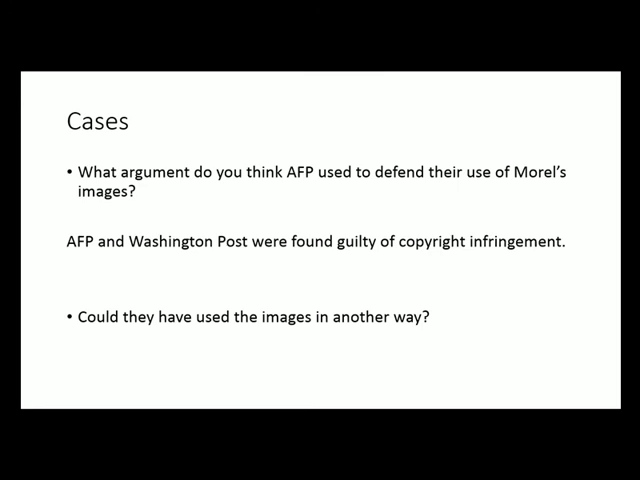 Cases
• What argument do you think AFP used to defend their use of Morel's
images?
AFP and Washington Post were found guilty of copyright infringement.
• Could they have used the images in another way?